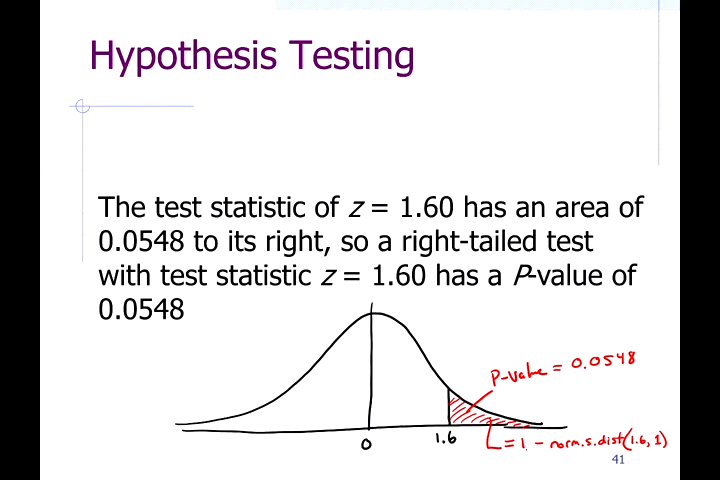 Hypothesis Testing
The test statistic of z = 1.60 has an area of
0.0548 to its right, so a right-tailed test
with test statistic z = 1.60 has a P-value of
0.0548
P-value = 0.0548
0
1.6
= 1 - norm.s.dist(1.6, 1)
41